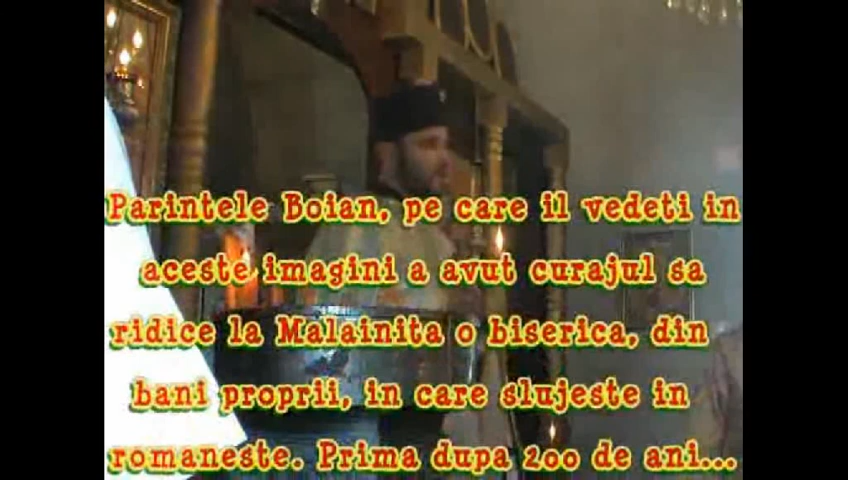 Parintele Boian, pe care il vedeti in
aceste imagini a avut curajul sa
ridice la Malainita o biserica, din
bani proprii, in care slujeste in
romaneste. Prima dupa 200 de ani...